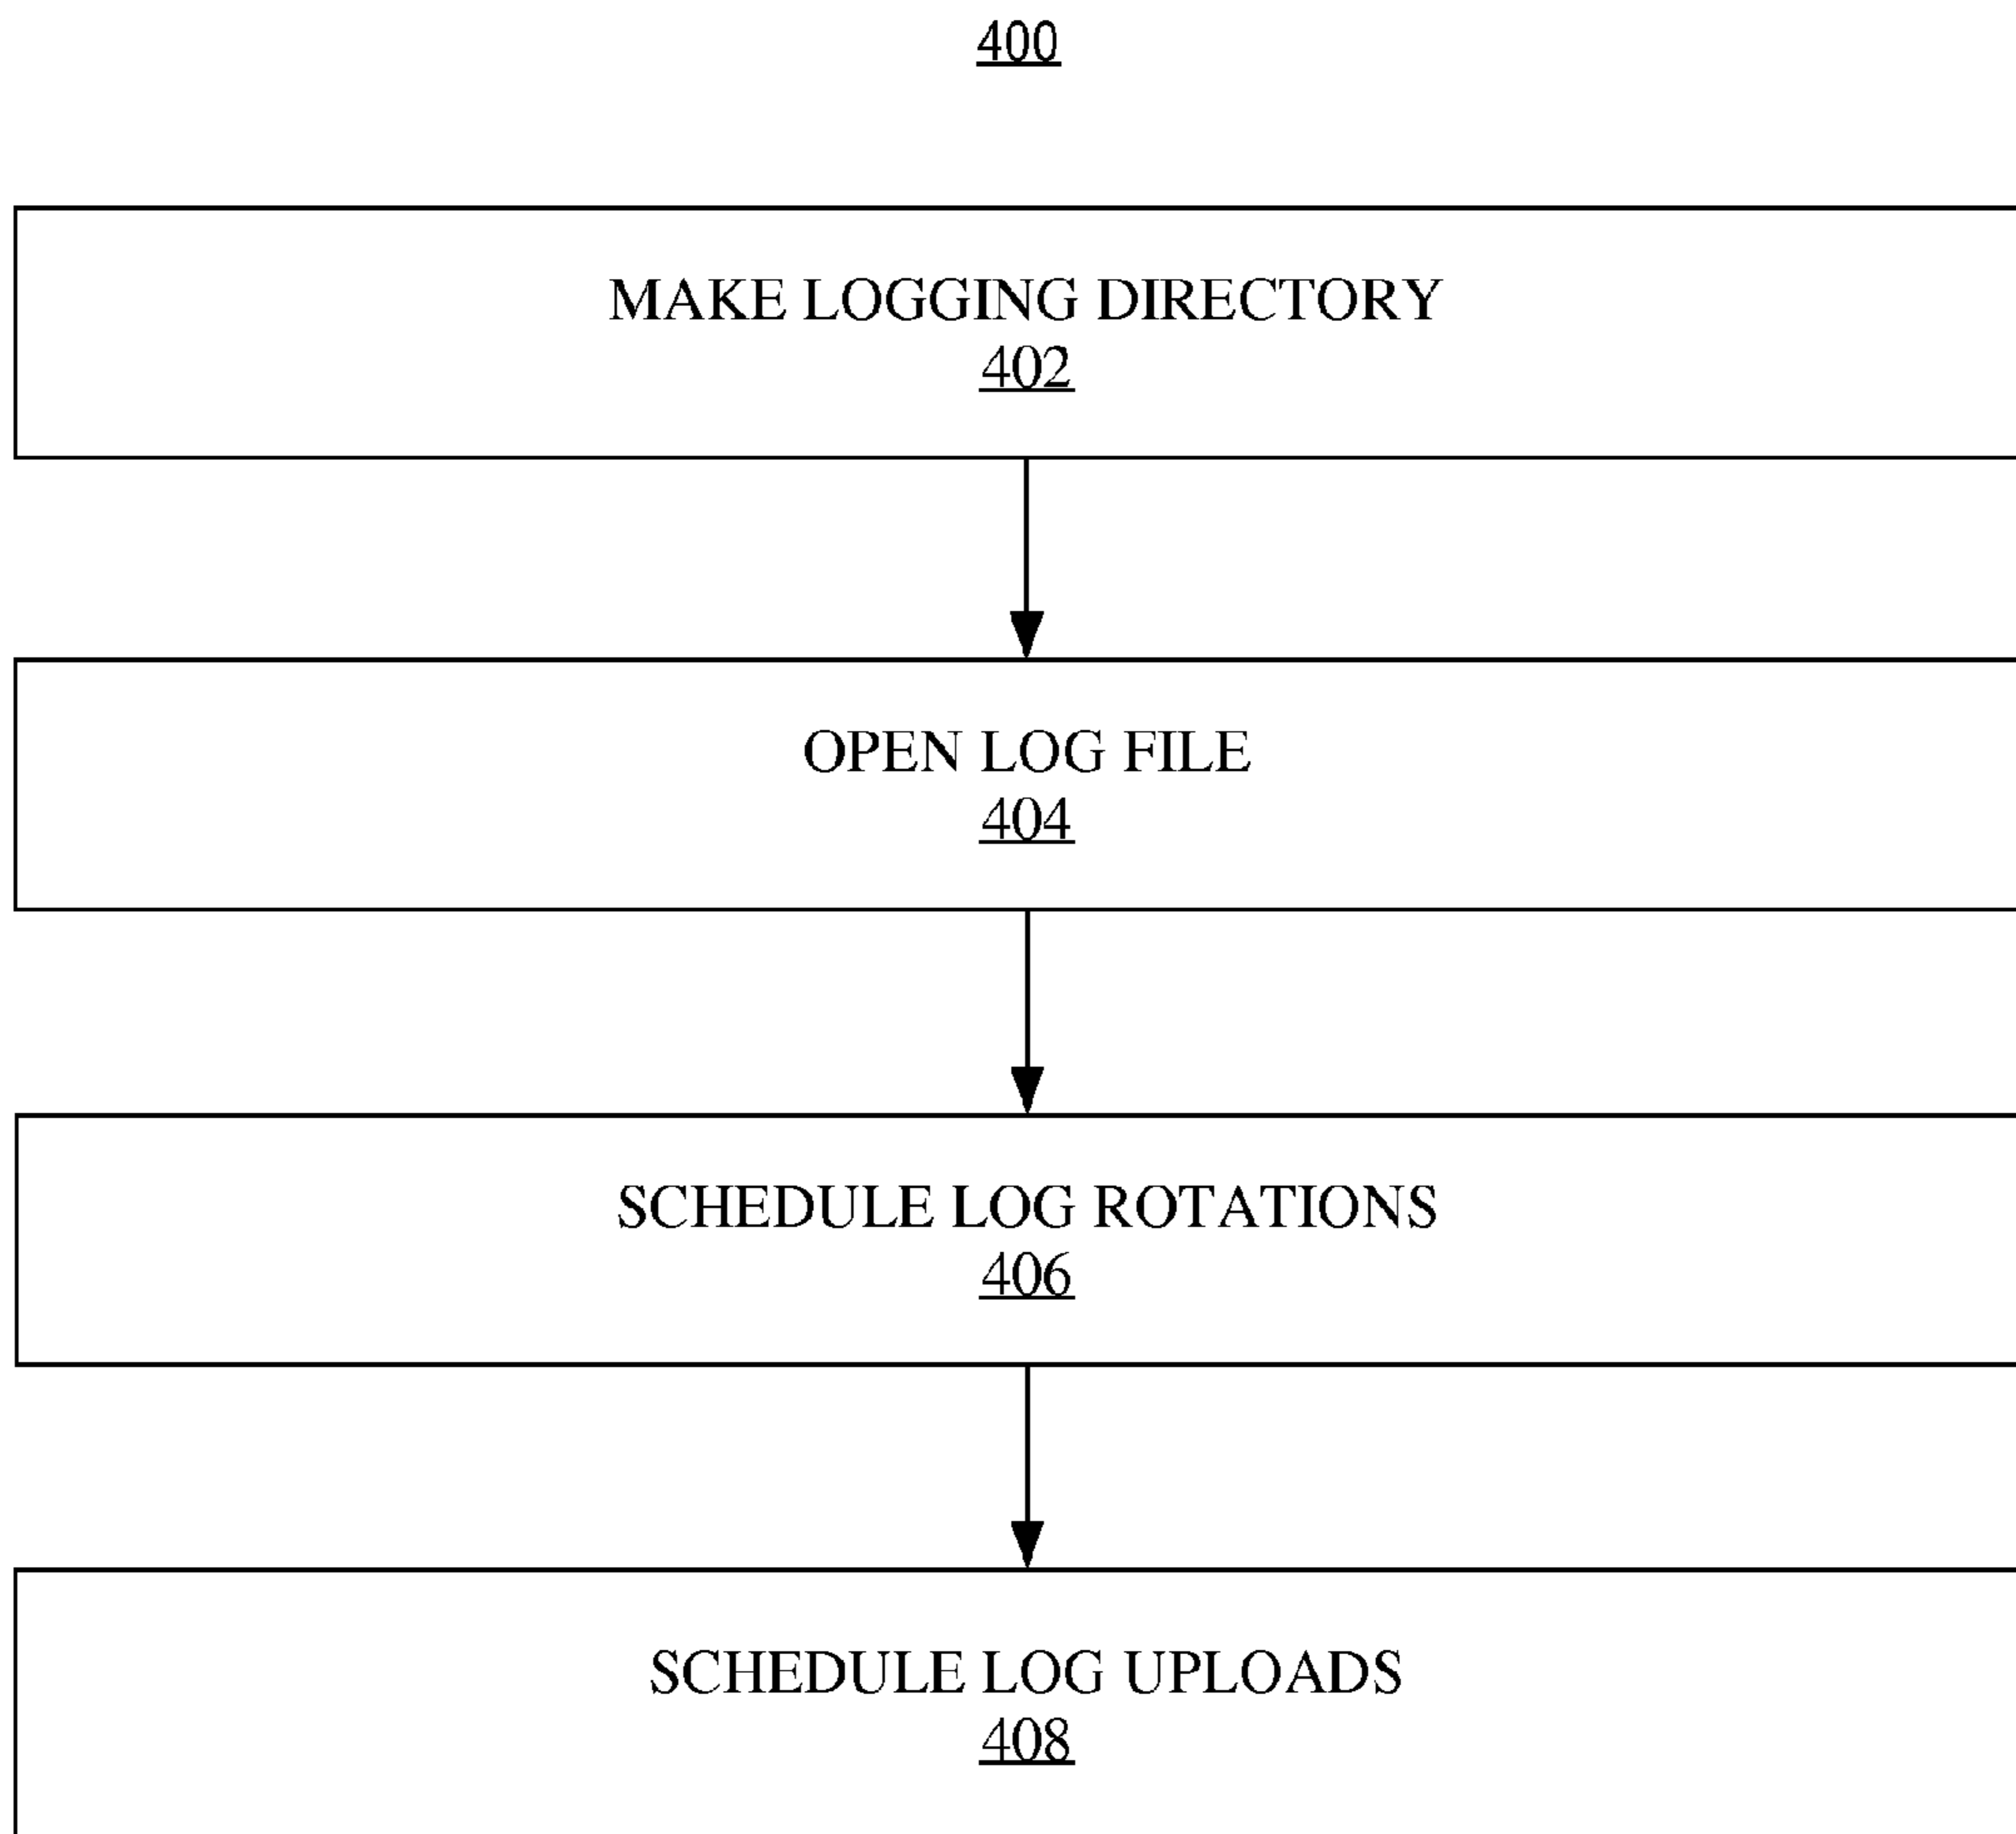 400
MAKE LOGGING DIRECTORY
402
OPEN LOG FILE
404
SCHEDULE LOG ROTATIONS
406
SCHEDULE LOG UPLOADS
408